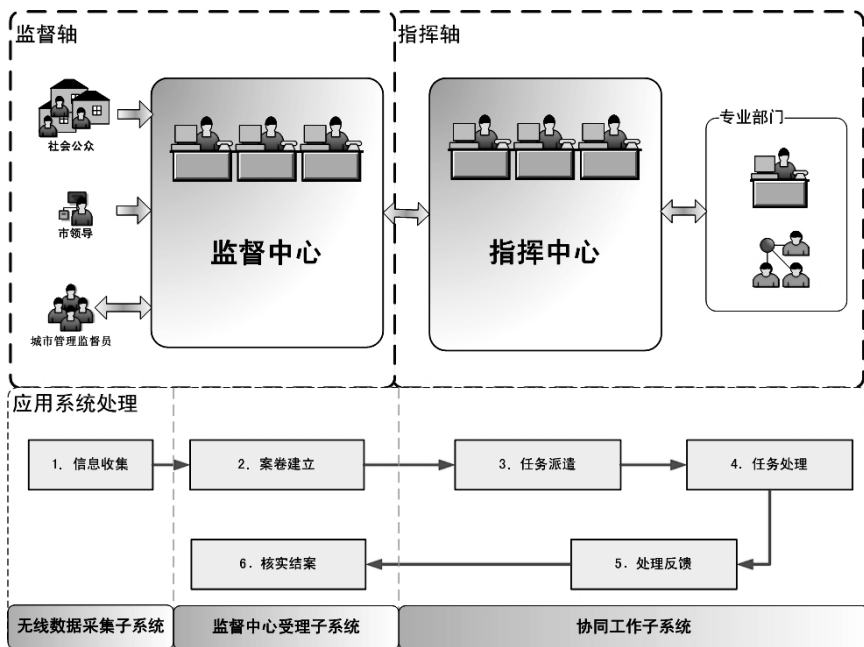 监督轴
指挥轴
社会公众
市领导
城市管理监督员
监督中心
指挥中心
专业部门
应用系统处理
1. 信息收集
2. 案卷建立
3. 任务派遣
4. 任务处理
6. 核实结案
5. 处理反馈
无线数据采集子系统
监督中心受理子系统
协同工作子系统